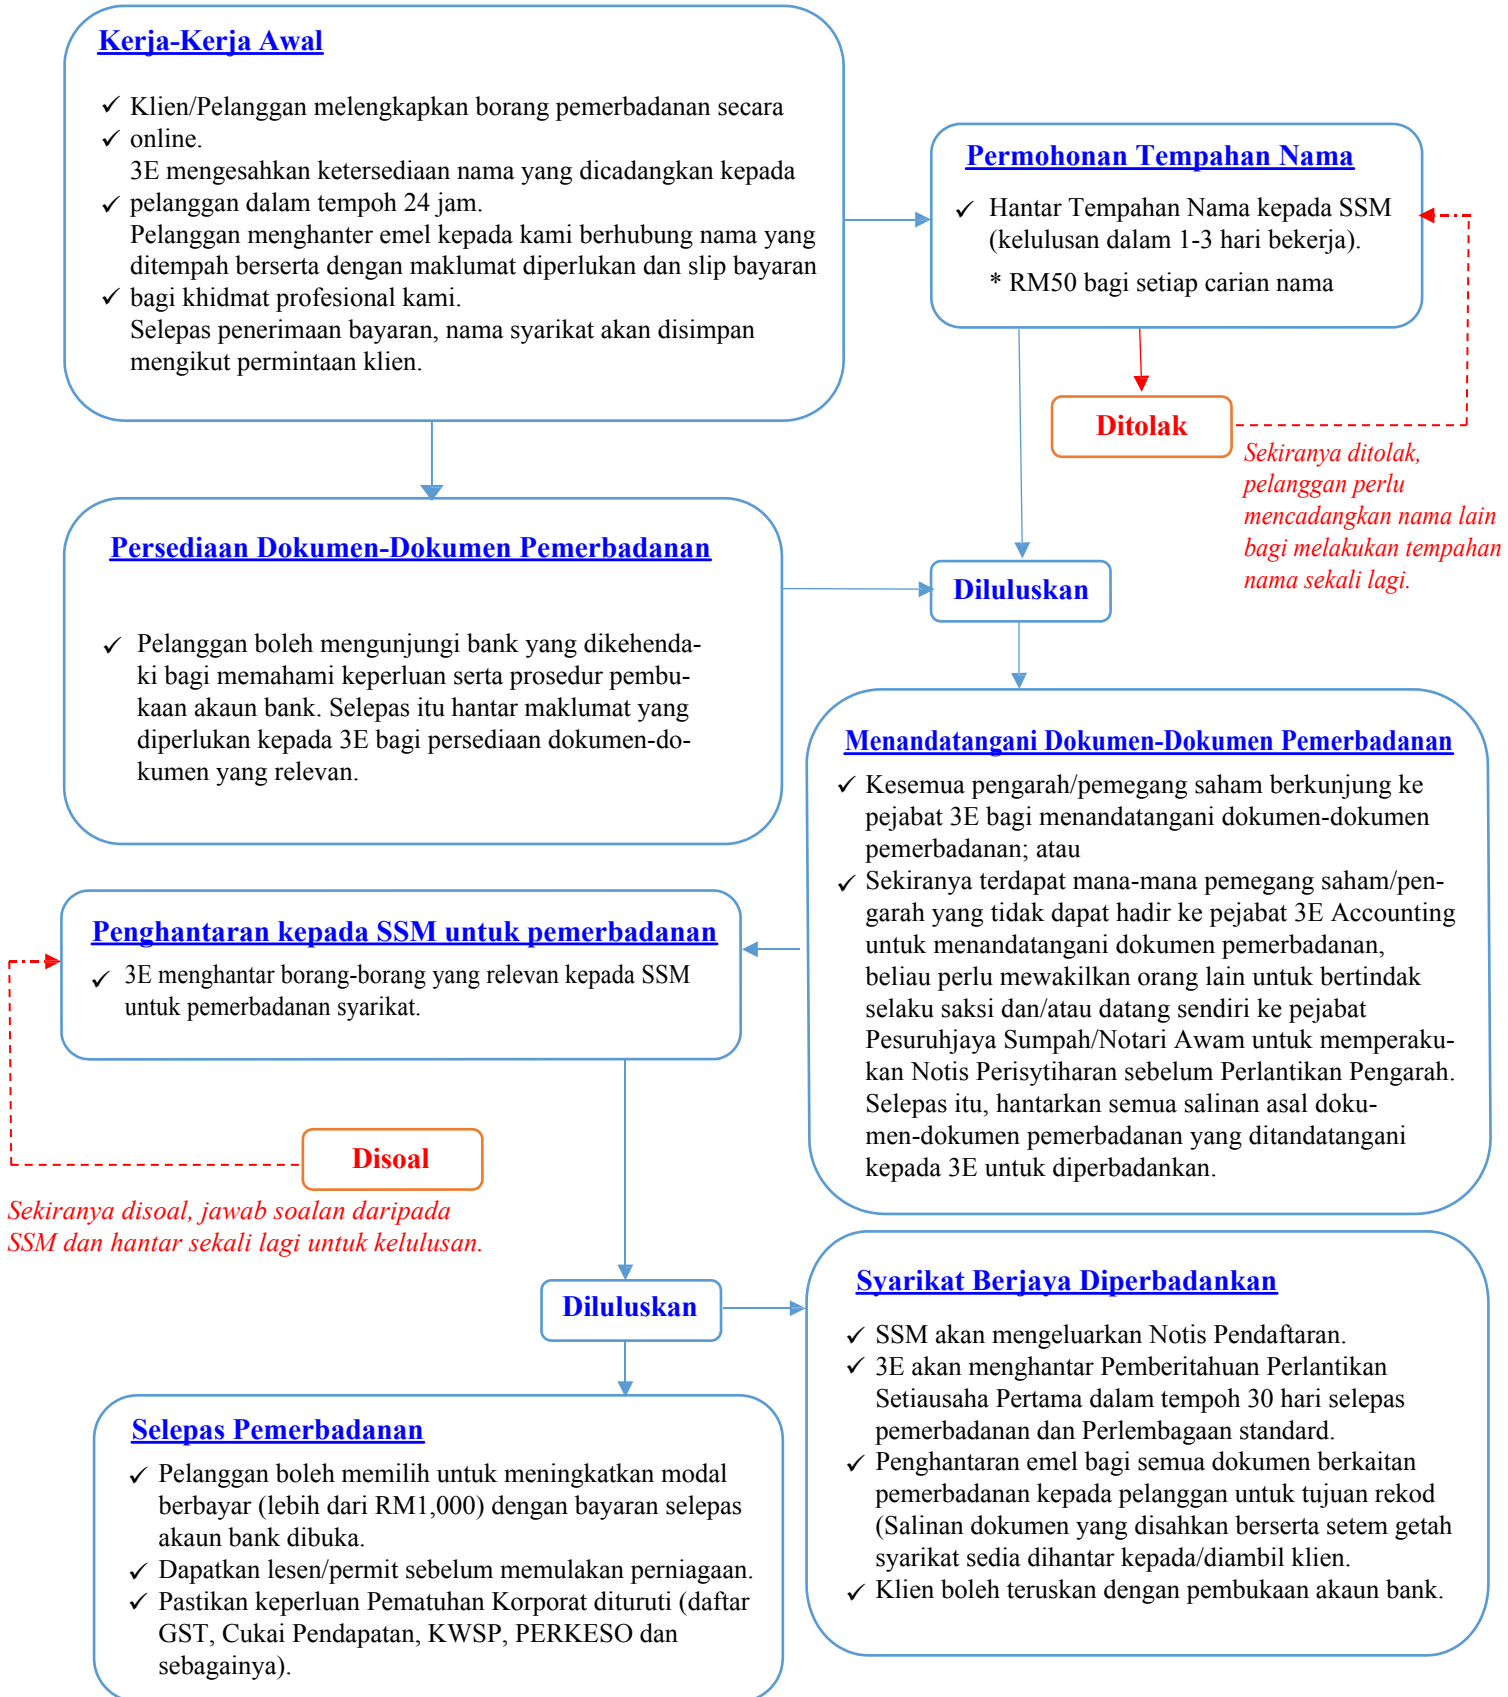 Kerja-Kerja Awal
✓ Klien/Pelanggan melengkapkan borang pemerbadanan secara
✓ online.
3E mengesahkan ketersediaan nama yang dicadangkan kepada
✓ pelanggan dalam tempoh 24 jam.
Pelanggan menghanter emel kepada kami berhubung nama yang
ditempah berserta dengan maklumat diperlukan dan slip bayaran
✓ bagi khidmat profesional kami.
Selepas penerimaan bayaran, nama syarikat akan disimpan
mengikut permintaan klien.
Permohonan Tempahan Nama
✓ Hantar Tempahan Nama kepada SSM
(kelulusan dalam 1-3 hari bekerja).
* RM50 bagi setiap carian nama
Ditolak
Sekiranya ditolak,
pelanggan perlu
mencadangkan nama lain
bagi melakukan tempahan
nama sekali lagi.
Persediaan Dokumen-Dokumen Pemerbadanan
✓ Pelanggan boleh mengunjungi bank yang dikehenda-
ki bagi memahami keperluan serta prosedur pembu-
kaan akaun bank. Selepas itu hantar maklumat yang
diperlukan kepada 3E bagi persediaan dokumen-do-
kumen yang relevan.
Diluluskan
Menandatangani Dokumen-Dokumen Pemerbadanan
✓ Kesemua pengarah/pemegang saham berkunjung ke
pejabat 3E bagi menandatangani dokumen-dokumen
pemerbadanan; atau
✓ Sekiranya terdapat mana-mana pemegang saham/pen-
garah yang tidak dapat hadir ke pejabat 3E Accounting
untuk menandatangani dokumen pemerbadanan,
beliau perlu mewakilkan orang lain untuk bertindak
selaku saksi dan/atau datang sendiri ke pejabat
Pesuruhjaya Sumpah/Notari Awam untuk memperaku-
kan Notis Perisytiharan sebelum Perlantikan Pengarah.
Selepas itu, hantarkan semua salinan asal doku-
men-dokumen pemerbadanan yang ditandatangani
kepada 3E untuk diperbadankan.
Penghantaran kepada SSM untuk pemerbadanan
✓ 3E menghantar borang-borang yang relevan kepada SSM
untuk pemerbadanan syarikat.
Disoal
Sekiranya disoal, jawab soalan daripada
SSM dan hantar sekali lagi untuk kelulusan.
Diluluskan
Syarikat Berjaya Diperbadankan
✓ SSM akan mengeluarkan Notis Pendaftaran.
✓ 3E akan menghantar Pemberitahuan Perlantikan
Setiausaha Pertama dalam tempoh 30 hari selepas
pemerbadanan dan Perlembagaan standard.
✓ Penghantaran emel bagi semua dokumen berkaitan
pemerbadanan kepada pelanggan untuk tujuan rekod
(Salinan dokumen yang disahkan berserta setem getah
syarikat sedia dihantar kepada/diambil klien.
✓ Klien boleh teruskan dengan pembukaan akaun bank.
Selepas Pemerbadanan
✓ Pelanggan boleh memilih untuk meningkatkan modal
berbayar (lebih dari RM1,000) dengan bayaran selepas
akaun bank dibuka.
✓ Dapatkan lesen/permit sebelum memulakan perniagaan.
✓ Pastikan keperluan Pematuhan Korporat dituruti (daftar
GST, Cukai Pendapatan, KWSP, PERKESO dan
sebagainya).